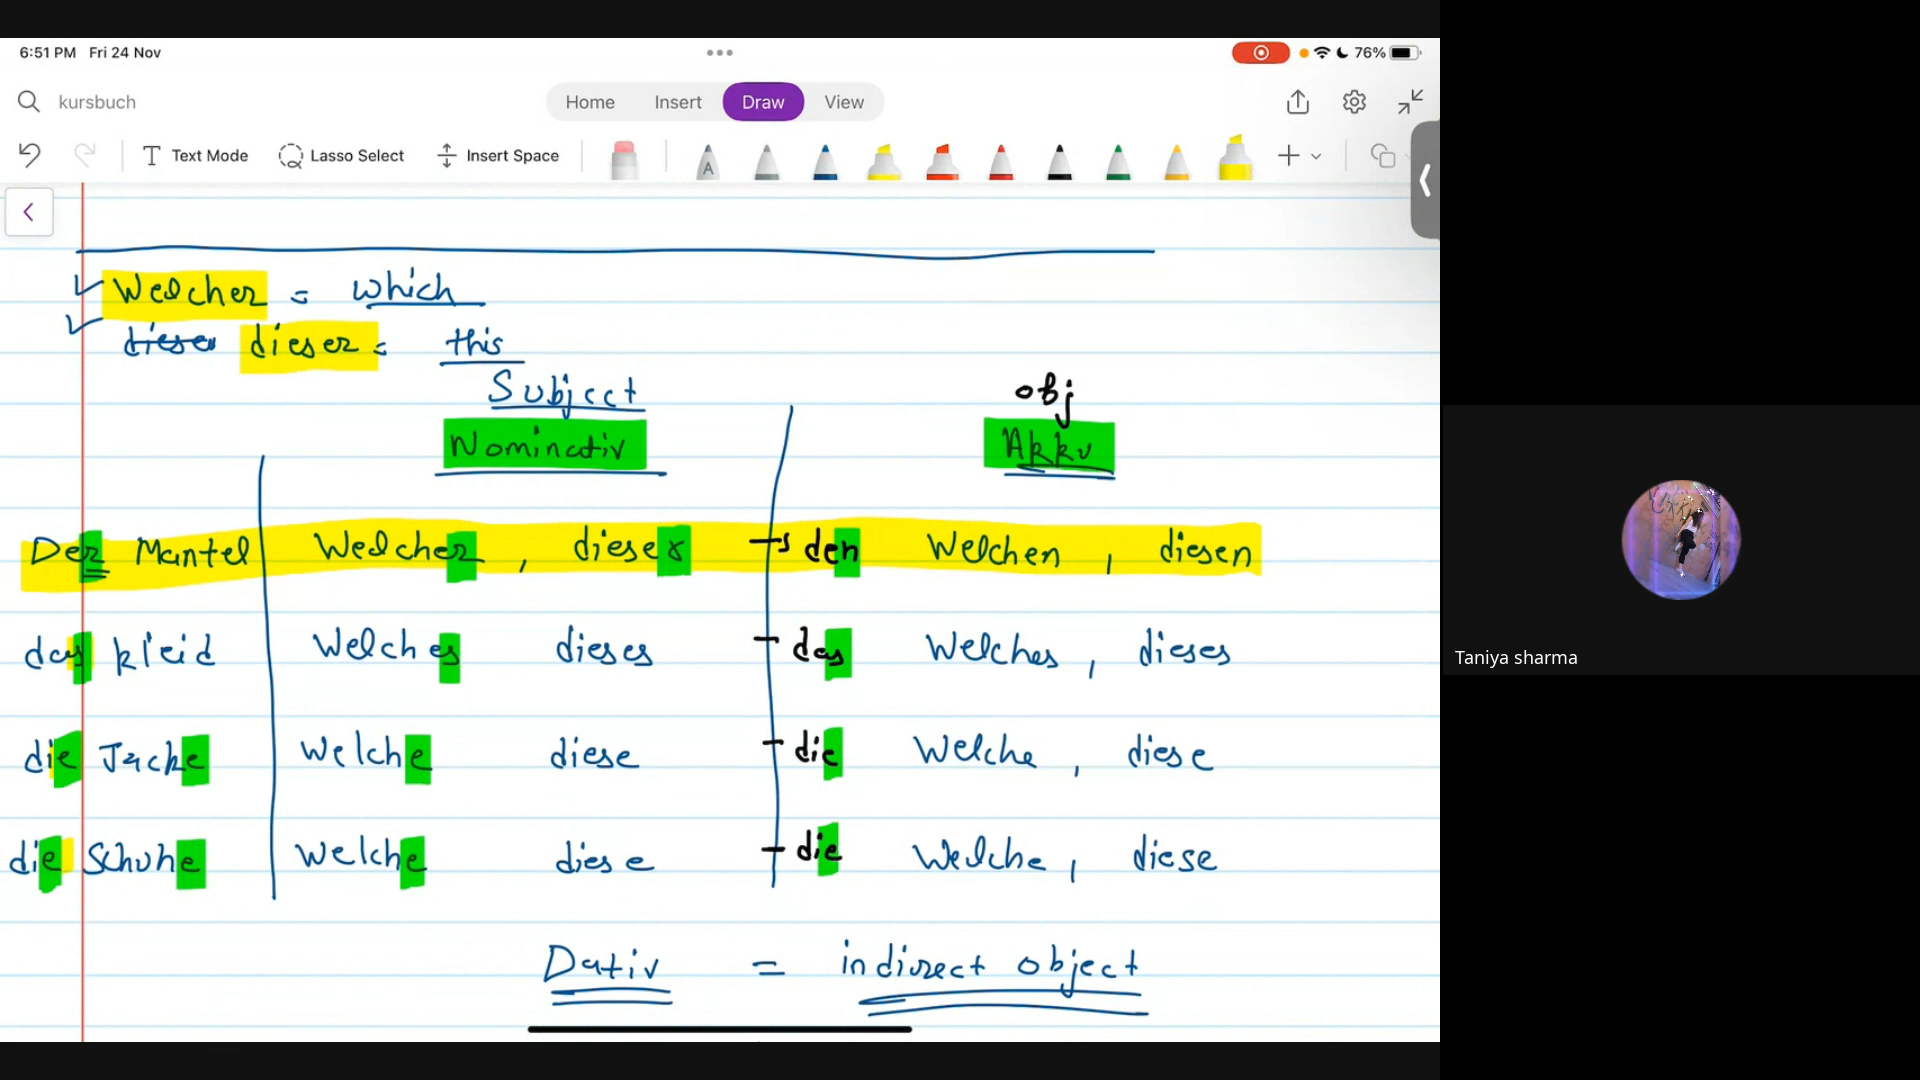 6:51 PM Fri 24 Nov 76%
kursbuch Home Insert Draw View
Text Mode Lasso Select Insert Space A
Welcher = which
dieser dieser = this
Subject obj
Nominativ Akku
Der Mantel Welcher , dieser → den Welchen , diesen
das kleid Welches dieses - das Welches , dieses
die Jacke Welche diese - die Welche , diese
die Schuhe Welche diese - die Welche , diese
Dativ = indirect object
Taniya sharma